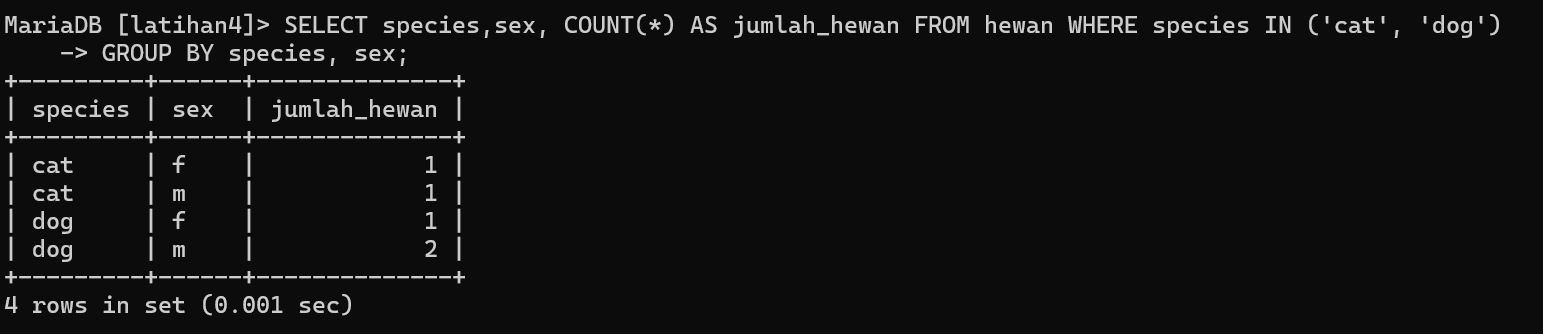 MariaDB [latihan4]> SELECT species,sex, COUNT(*) AS jumlah_hewan FROM hewan WHERE species IN ('cat', 'dog')
    -> GROUP BY species, sex;
+---------+------+--------------+
| species | sex  | jumlah_hewan |
+---------+------+--------------+
| cat     | f    |            1 |
| cat     | m    |            1 |
| dog     | f    |            1 |
| dog     | m    |            2 |
+---------+------+--------------+
4 rows in set (0.001 sec)